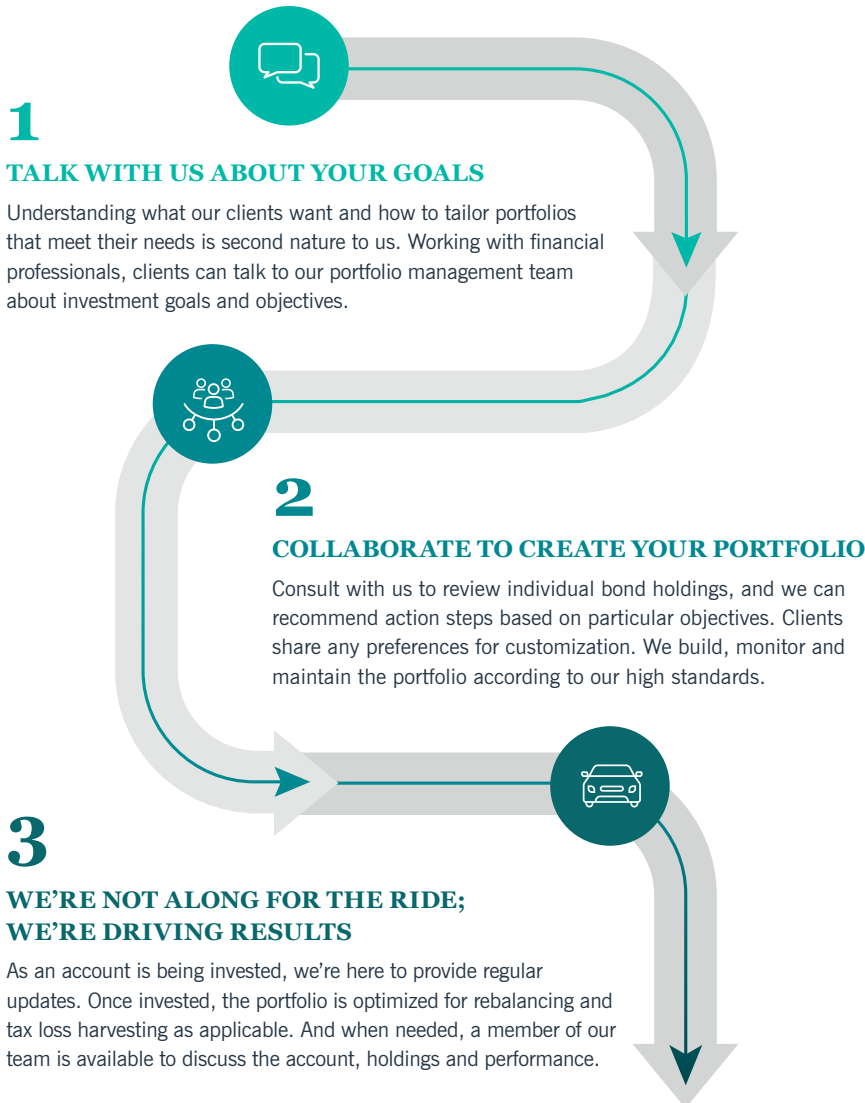 1
TALK WITH US ABOUT YOUR GOALS
Understanding what our clients want and how to tailor portfolios
that meet their needs is second nature to us. Working with financial
professionals, clients can talk to our portfolio management team
about investment goals and objectives.
2
COLLABORATE TO CREATE YOUR PORTFOLIO
Consult with us to review individual bond holdings, and we can
recommend action steps based on particular objectives. Clients
share any preferences for customization. We build, monitor and
maintain the portfolio according to our high standards.
3
WE’RE NOT ALONG FOR THE RIDE;
WE’RE DRIVING RESULTS
As an account is being invested, we’re here to provide regular
updates. Once invested, the portfolio is optimized for rebalancing and
tax loss harvesting as applicable. And when needed, a member of our
team is available to discuss the account, holdings and performance.